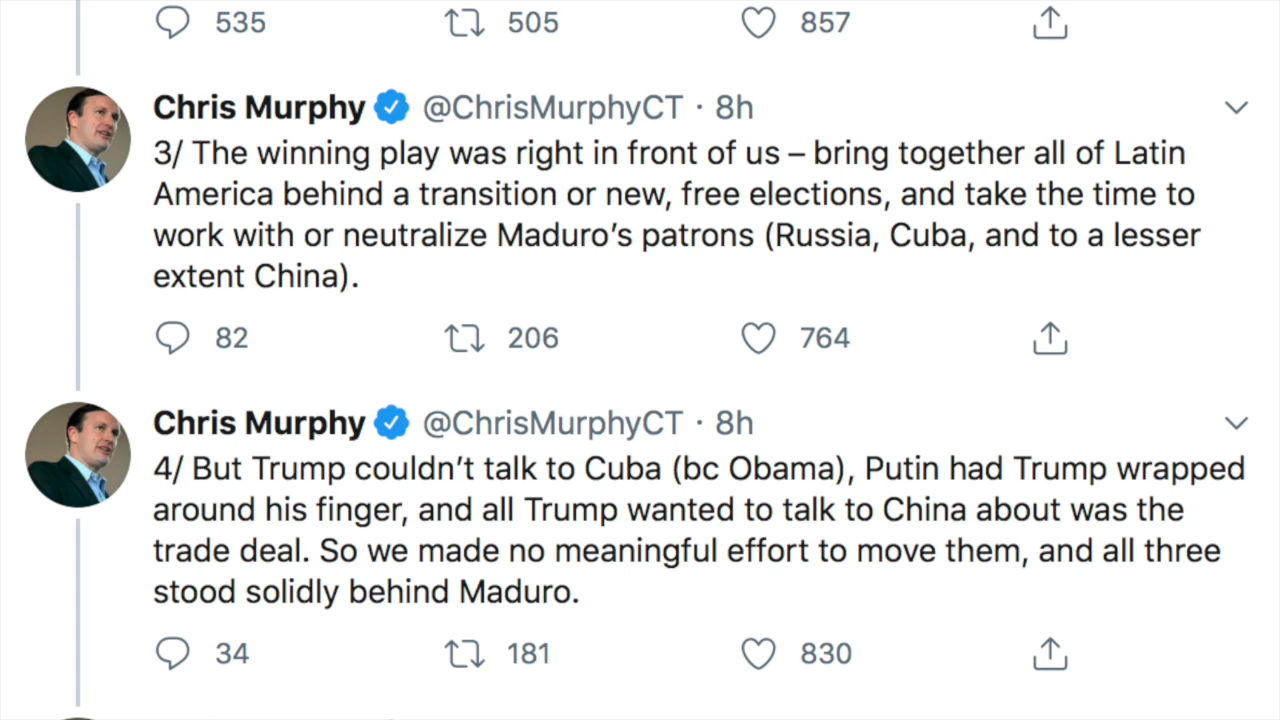 535 505 857
Chris Murphy @ChrisMurphyCT · 8h
3/ The winning play was right in front of us – bring together all of Latin
America behind a transition or new, free elections, and take the time to
work with or neutralize Maduro’s patrons (Russia, Cuba, and to a lesser
extent China).
82 206 764
Chris Murphy @ChrisMurphyCT · 8h
4/ But Trump couldn’t talk to Cuba (bc Obama), Putin had Trump wrapped
around his finger, and all Trump wanted to talk to China about was the
trade deal. So we made no meaningful effort to move them, and all three
stood solidly behind Maduro.
34 181 830